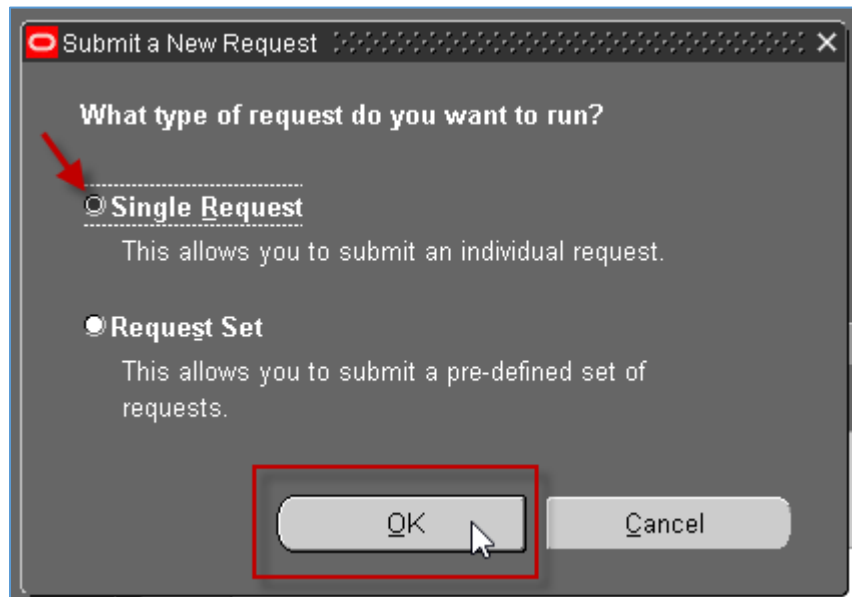 Submit a New Request
What type of request do you want to run?
Single Request
This allows you to submit an individual request.
Request Set
This allows you to submit a pre-defined set of
requests.
OK
Cancel